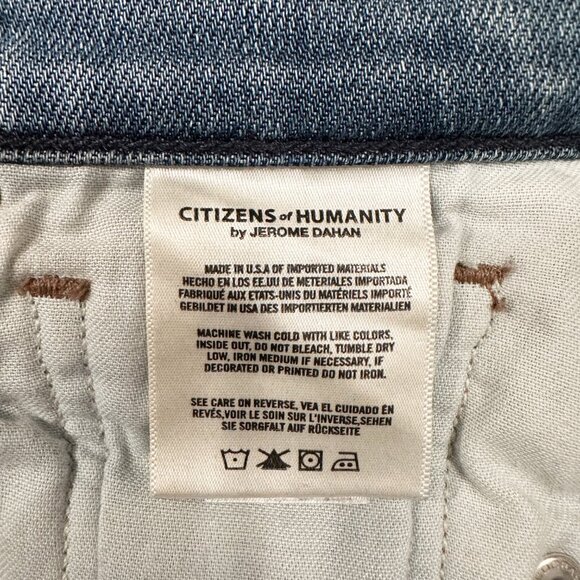 CITIZENS of HUMANITY
by JEROME DAHAN
MADE IN U.S.A OF IMPORTED MATERIALS
HECHO EN LOS EE.UU DE METERIALES IMPORTADA
FABRIQUÉ AUX ETATS-UNIS DU MATÉRIELS IMPORTÉ
GEBILDET IN USA DES IMPORTIERTEN MATERIALIEN
MACHINE WASH COLD WITH LIKE COLORS,
INSIDE OUT, DO NOT BLEACH, TUMBLE DRY
LOW, IRON MEDIUM IF NECESSARY, IF
DECORATED OR PRINTED DO NOT IRON.
SEE CARE ON REVERSE, VEA EL CUIDADO ÉN
REVÉS,VOIR LE SOIN SUR L'INVERSE,SEHEN
SIE SORGFALT AUF RÜCKSEITE